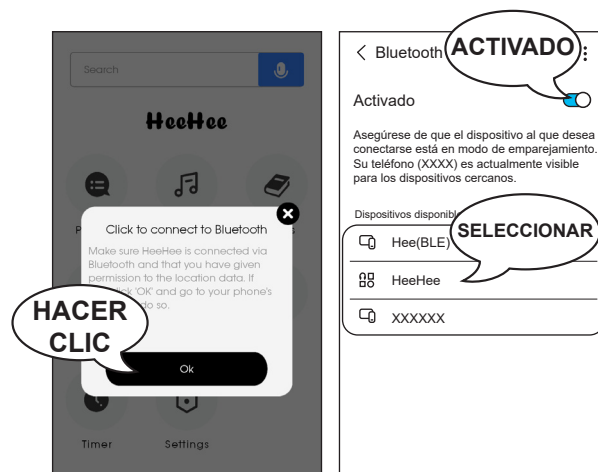 Search
HeeHee
P
s
Click to connect to Bluetooth
Make sure HeeHee is connected via
Bluetooth and that you have given
permission to the location data. If
click 'OK' and go to your phone's
do so.
Ok
HACER
CLIC
Timer
Settings
Bluetooth
ACTIVADO
Activado
Asegúrese de que el dispositivo al que desea
conectarse está en modo de emparejamiento.
Su teléfono (XXXX) es actualmente visible
para los dispositivos cercanos.
Dispositivos disponibl
SELECCIONAR
Hee(BLE)
HeeHee
XXXXXX